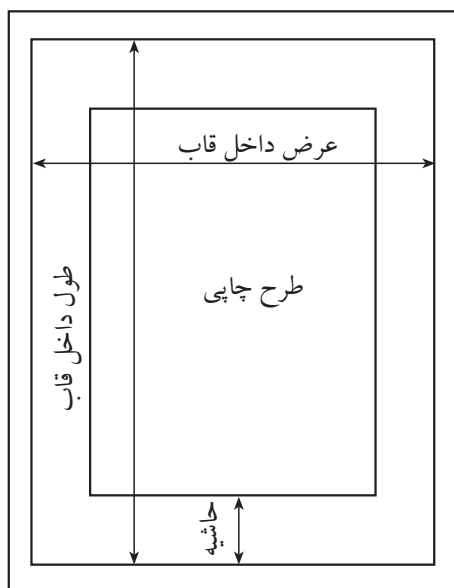 عرض داخل قاب
طرح چاپی
طول داخل قاب
حاشیه